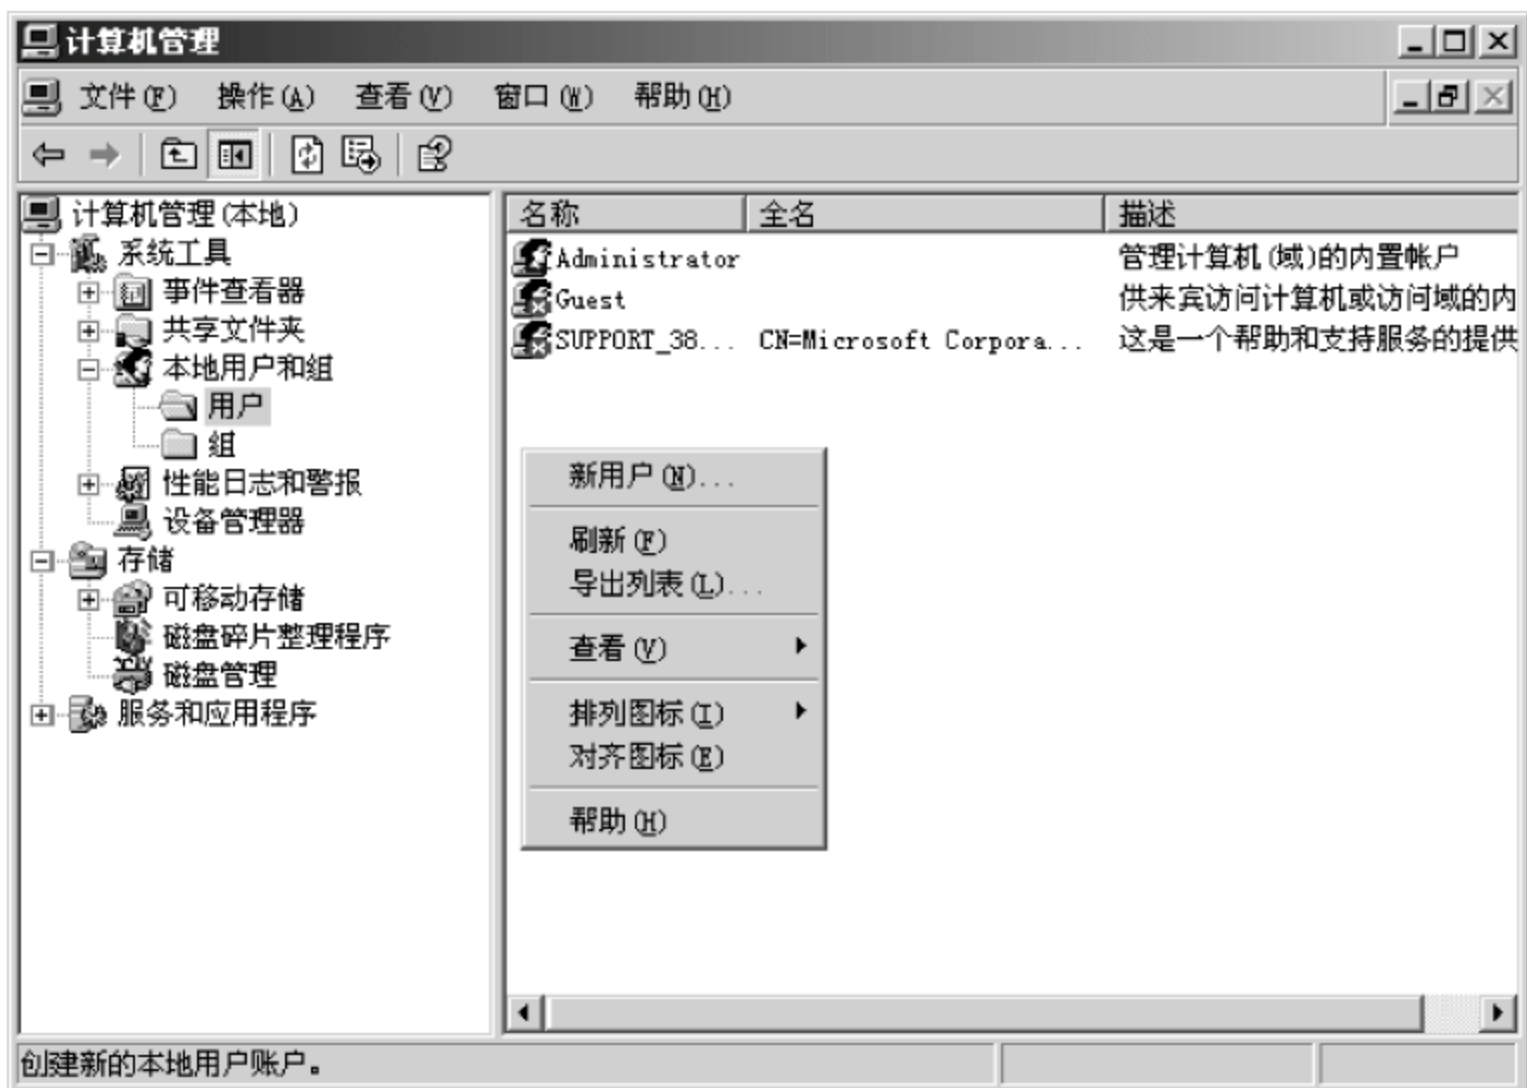 计算机管理
文件(F) 操作(A) 查看(V) 窗口(W) 帮助(H)
计算机管理(本地)
系统工具
事件查看器
共享文件夹
本地用户和组
用户
组
性能日志和警报
设备管理器
存储
可移动存储
磁盘碎片整理程序
磁盘管理
服务和应用程序
名称 全名 描述
Administrator 管理计算机(域)的内置帐户
Guest 供来宾访问计算机或访问域的内
SUPPORT_38... CN=Microsoft Corpora... 这是一个帮助和支持服务的提供
新用户(N)...
刷新(F)
导出列表(L)...
查看(V)
排列图标(I)
对齐图标(E)
帮助(H)
创建新的本地用户账户。